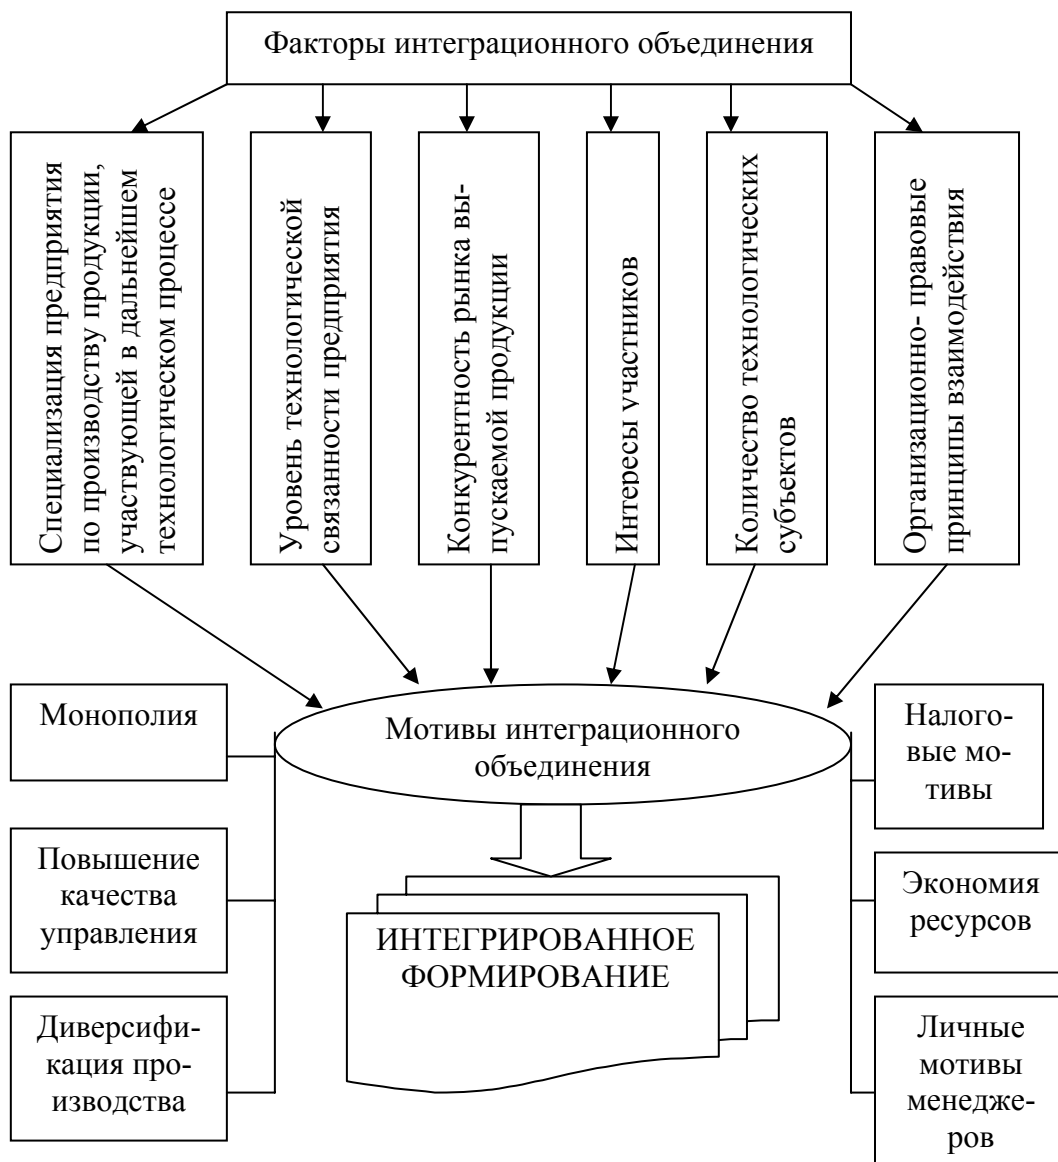 Факторы интеграционного объединения
Специализация предприятия
по производству продукции,
участвующей в дальнейшем
технологическом процессе
Уровень технологической
связанности предприятия
Конкурентность рынка вы-
пускаемой продукции
Интересы участников
Количество технологических
субъектов
Организационно- правовые
принципы взаимодействия
Мотивы интеграционного
объединения
Монополия
Повышение
качества
управления
Диверсифи-
кация про-
изводства
Налого-
вые мо-
тивы
Экономия
ресурсов
Личные
мотивы
менедже-
ров
ИНТЕГРИРОВАННОЕ
ФОРМИРОВАНИЕ